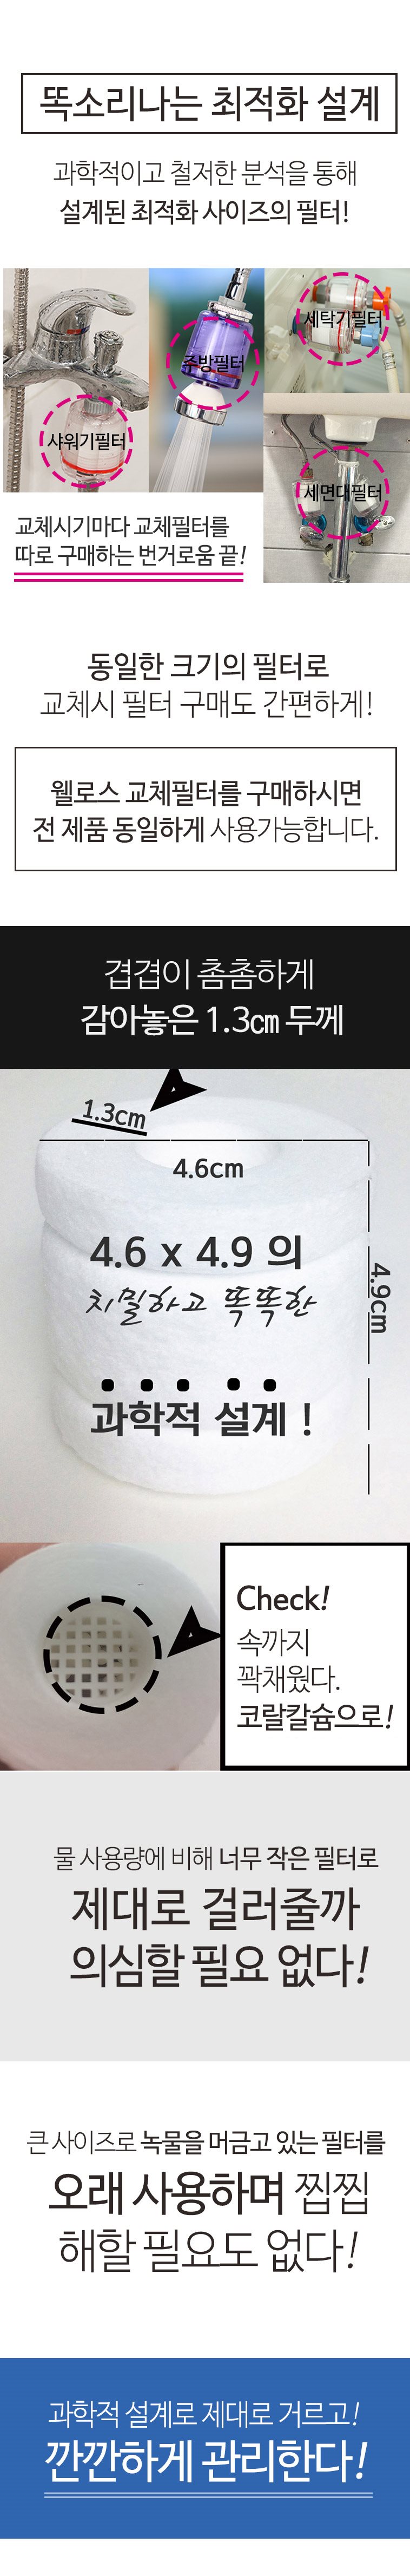 똑소리나는 최적화 설계
과학적이고 철저한 분석을 통해
설계된 최적화 사이즈의 필터!
샤워기필터
주방필터
세탁기필터
세면대필터
교체시기마다 교체필터를
따로 구매하는 번거로움 끝!
동일한 크기의 필터로
교체시 필터 구매도 간편하게!
웰로스 교체필터를 구매하시면
전 제품 동일하게 사용가능합니다.
겹겹이 촘촘하게
감아놓은 1.3㎝ 두께
1.3cm
4.6cm
4.9cm
4.6 x 4.9 의
치밀하고 똑똑한
과학적 설계 !
Check!
속까지
꽉채웠다.
코랄칼슘으로!
물 사용량에 비해 너무 작은 필터로
제대로 걸러줄까
의심할 필요 없다!
큰 사이즈로 녹물을 머금고 있는 필터를
오래 사용하며 찝찝
해할 필요도 없다!
과학적 설계로 제대로 거르고!
깐깐하게 관리한다!